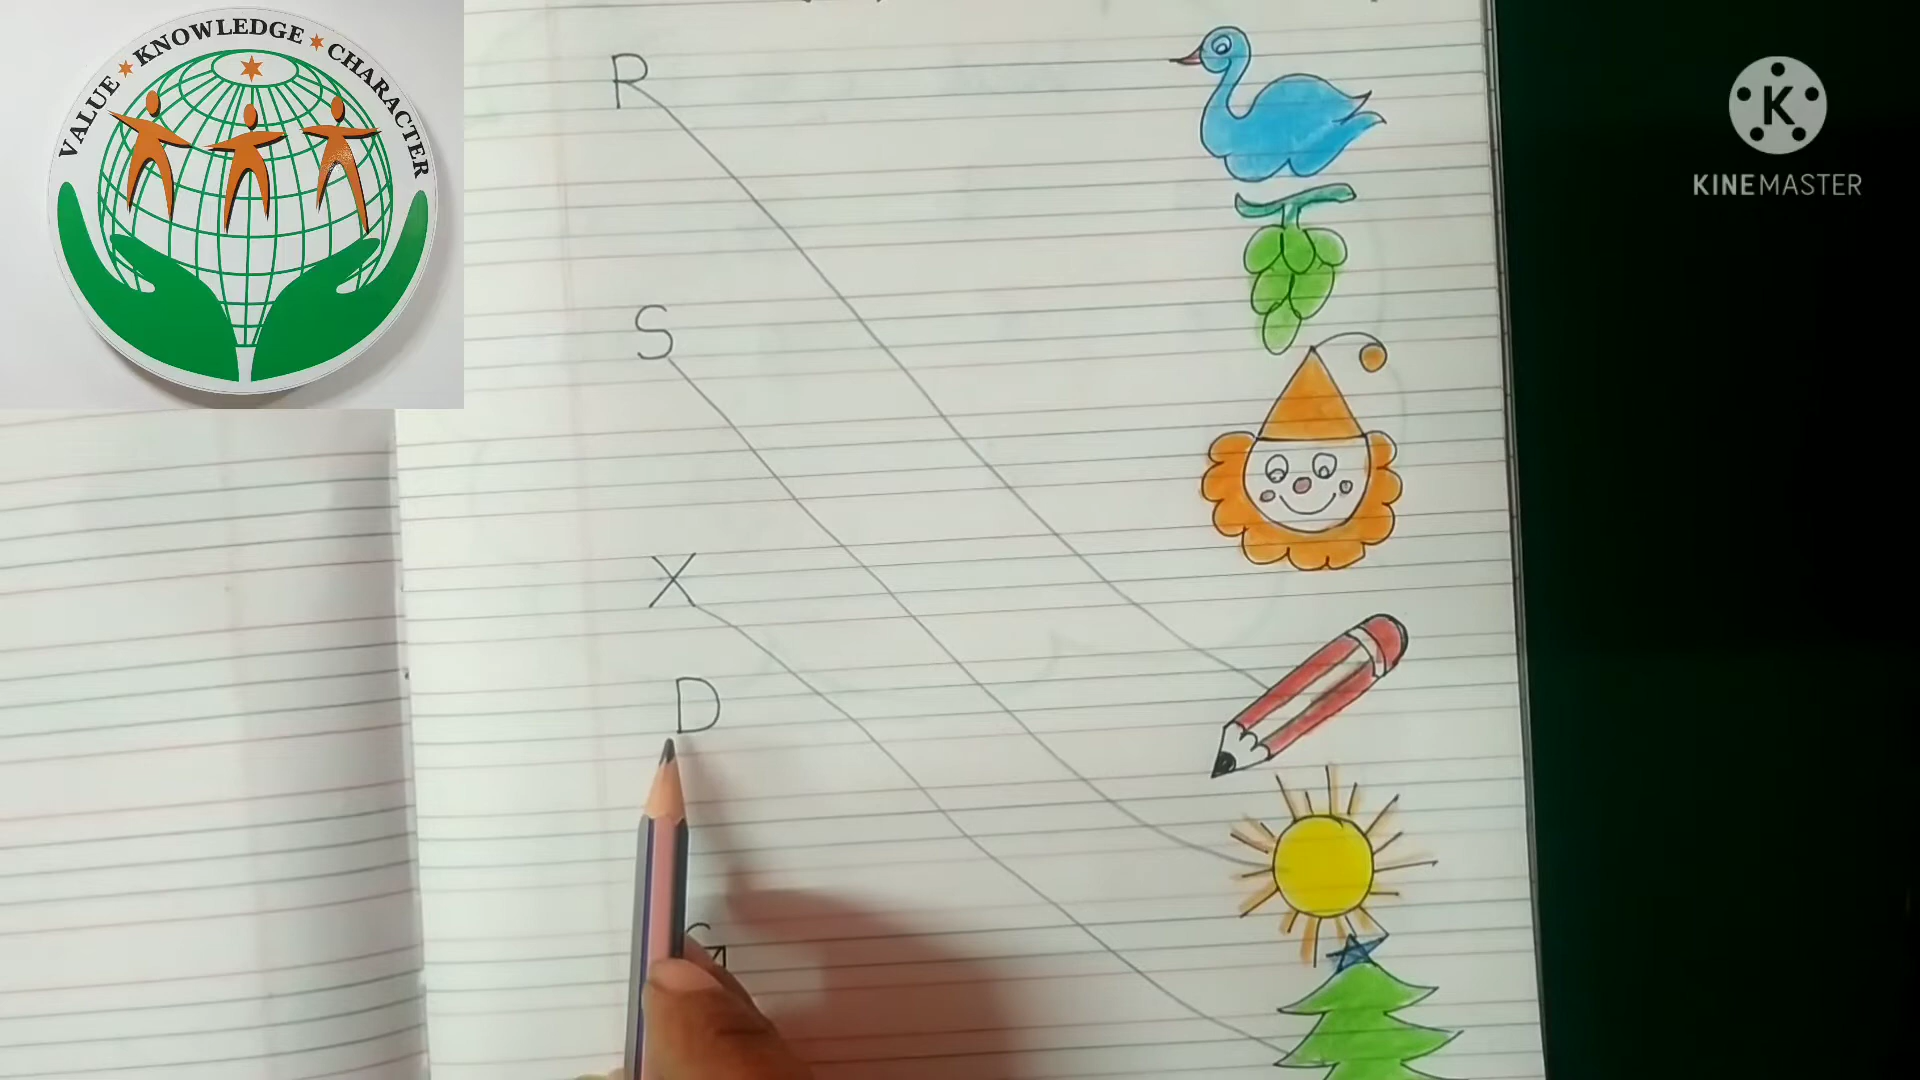 VALUE ★ KNOWLEDGE ★ CHARACTER
K
KINEMASTER
R
S
X
D
G